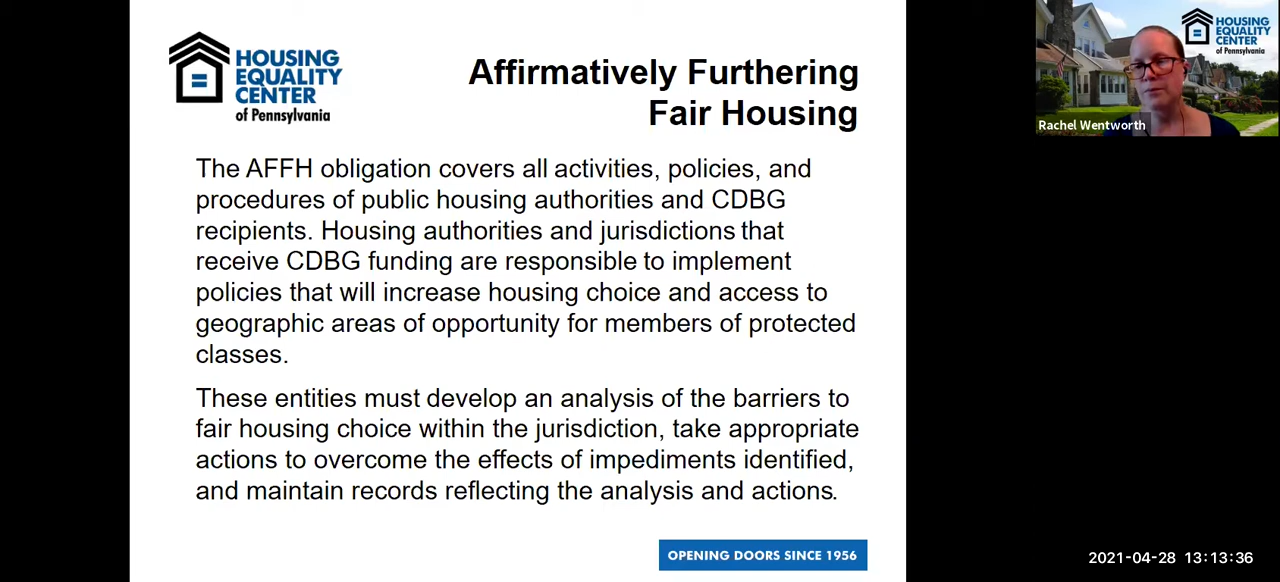 HOUSING
EQUALITY
CENTER
of Pennsylvania
Affirmatively Furthering
Fair Housing
The AFFH obligation covers all activities, policies, and
procedures of public housing authorities and CDBG
recipients. Housing authorities and jurisdictions that
receive CDBG funding are responsible to implement
policies that will increase housing choice and access to
geographic areas of opportunity for members of protected
classes.
These entities must develop an analysis of the barriers to
fair housing choice within the jurisdiction, take appropriate
actions to overcome the effects of impediments identified,
and maintain records reflecting the analysis and actions.
OPENING DOORS SINCE 1956
HOUSING
EQUALITY
CENTER
of Pennsylvania
Rachel Wentworth
2021-04-28 13:13:36